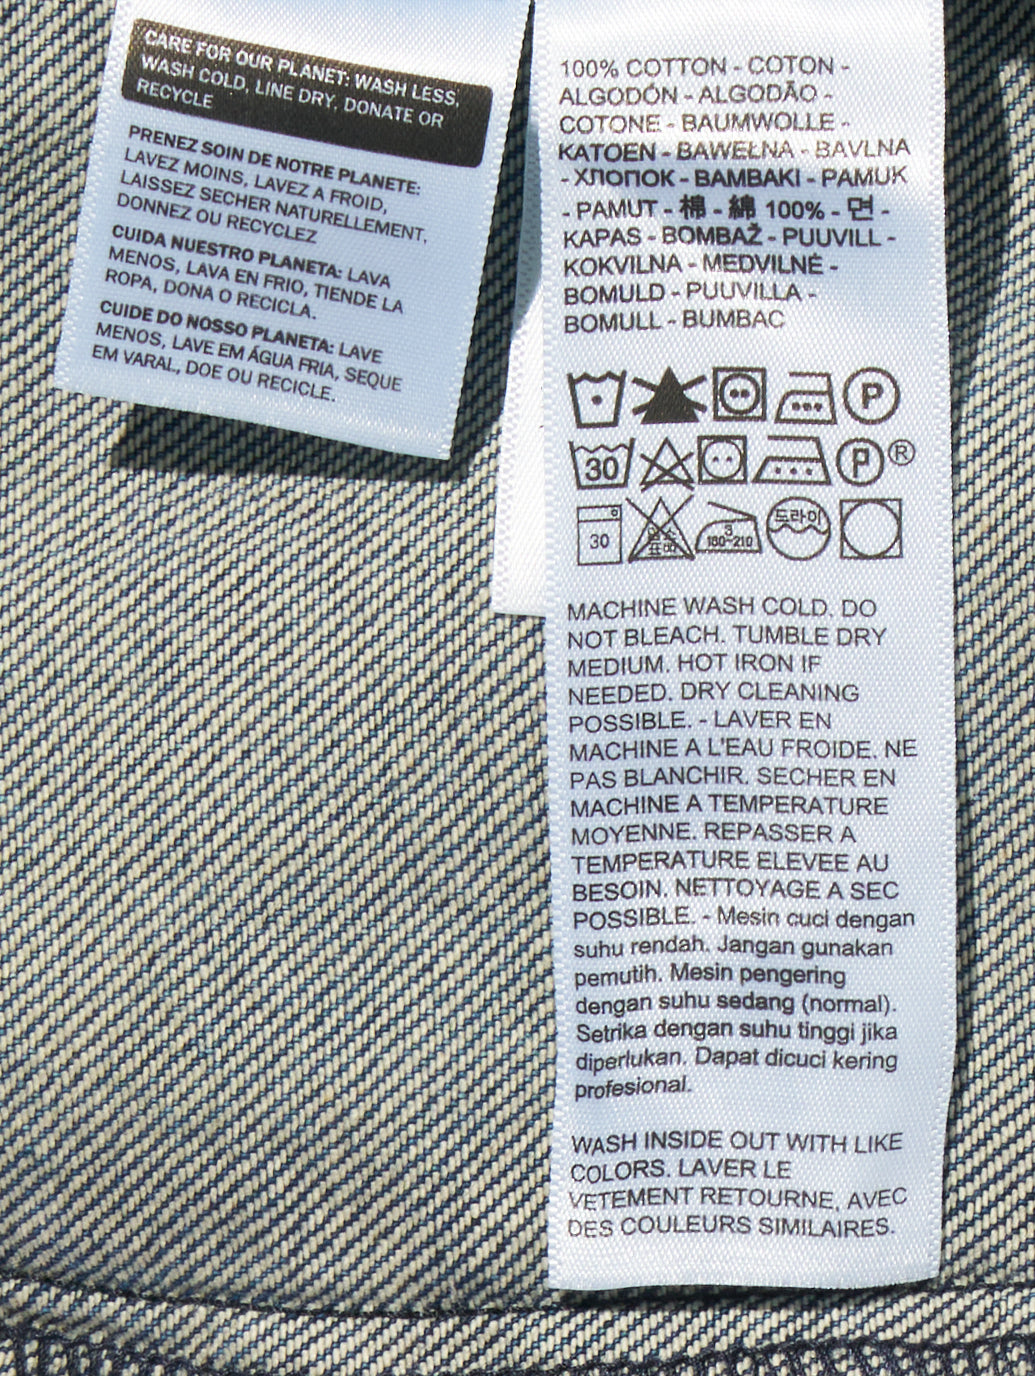 CARE FOR OUR PLANET: WASH LESS,
WASH COLD, LINE DRY, DONATE OR
RECYCLE
PRENEZ SOIN DE NOTRE PLANETE:
LAVEZ MOINS, LAVEZ A FROID,
LAISSEZ SECHER NATURELLEMENT,
DONNEZ OU RECYCLEZ
CUIDA NUESTRO PLANETA: LAVA
MENOS, LAVA EN FRIO, TIENDE LA
ROPA, DONA O RECICLA.
CUIDE DO NOSSO PLANETA: LAVE
MENOS, LAVE EM ÁGUA FRIA, SEQUE
EM VARAL, DOE OU RECICLE.
100% COTTON - COTON -
ALGODÓN - ALGODÃO -
COTONE - BAUMWOLLE -
KATOEN - BAWEŁNA - BAVLNA
- ХЛОПОК - BAMBAKI - PAMUK
- PAMUT - 棉 - 綿 100% - 면 -
KAPAS - BOMBAŽ - PUUVILL -
KOKVILNA - MEDVILNĖ -
BOMULD - PUUVILLA -
BOMULL - BUMBAC
P
30 P ®
30 3 180~210 드라이
MACHINE WASH COLD. DO
NOT BLEACH. TUMBLE DRY
MEDIUM. HOT IRON IF
NEEDED. DRY CLEANING
POSSIBLE. - LAVER EN
MACHINE A L'EAU FROIDE. NE
PAS BLANCHIR. SECHER EN
MACHINE A TEMPERATURE
MOYENNE. REPASSER A
TEMPERATURE ELEVEE AU
BESOIN. NETTOYAGE A SEC
POSSIBLE. - Mesin cuci dengan
suhu rendah. Jangan gunakan
pemutih. Mesin pengering
dengan suhu sedang (normal).
Setrika dengan suhu tinggi jika
diperlukan. Dapat dicuci kering
profesional.
WASH INSIDE OUT WITH LIKE
COLORS. LAVER LE
VETEMENT RETOURNE, AVEC
DES COULEURS SIMILAIRES.